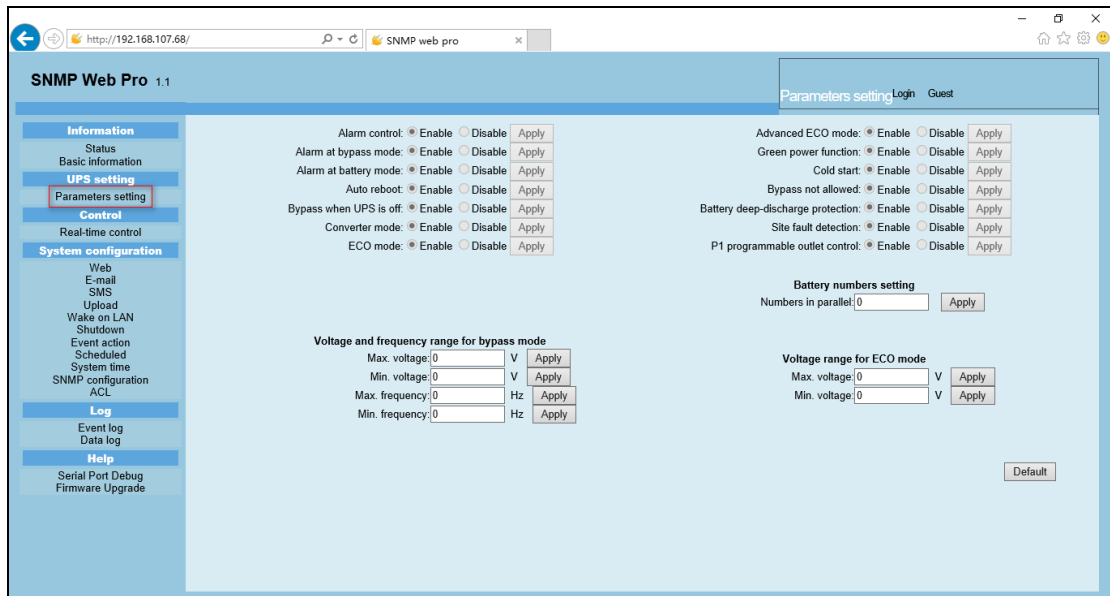 http://192.168.107.68/
SNMP web pro
SNMP Web Pro 1.1
Parameters setting Login Guest
Information
Status
Basic information
UPS setting
Parameters setting
Control
Real-time control
System configuration
Web
E-mail
SMS
Upload
Wake on LAN
Shutdown
Event action
Scheduled
System time
SNMP configuration
ACL
Log
Event log
Data log
Help
Serial Port Debug
Firmware Upgrade
Alarm control: Enable Disable Apply
Alarm at bypass mode: Enable Disable Apply
Alarm at battery mode: Enable Disable Apply
Auto reboot: Enable Disable Apply
Bypass when UPS is off: Enable Disable Apply
Converter mode: Enable Disable Apply
ECO mode: Enable Disable Apply
Advanced ECO mode: Enable Disable Apply
Green power function: Enable Disable Apply
Cold start: Enable Disable Apply
Bypass not allowed: Enable Disable Apply
Battery deep-discharge protection: Enable Disable Apply
Site fault detection: Enable Disable Apply
P1 programmable outlet control: Enable Disable Apply
Battery numbers setting
Numbers in parallel: 0 Apply
Voltage and frequency range for bypass mode
Max. voltage: 0 V Apply
Min. voltage: 0 V Apply
Max. frequency: 0 Hz Apply
Min. frequency: 0 Hz Apply
Voltage range for ECO mode
Max. voltage: 0 V Apply
Min. voltage: 0 V Apply
Default